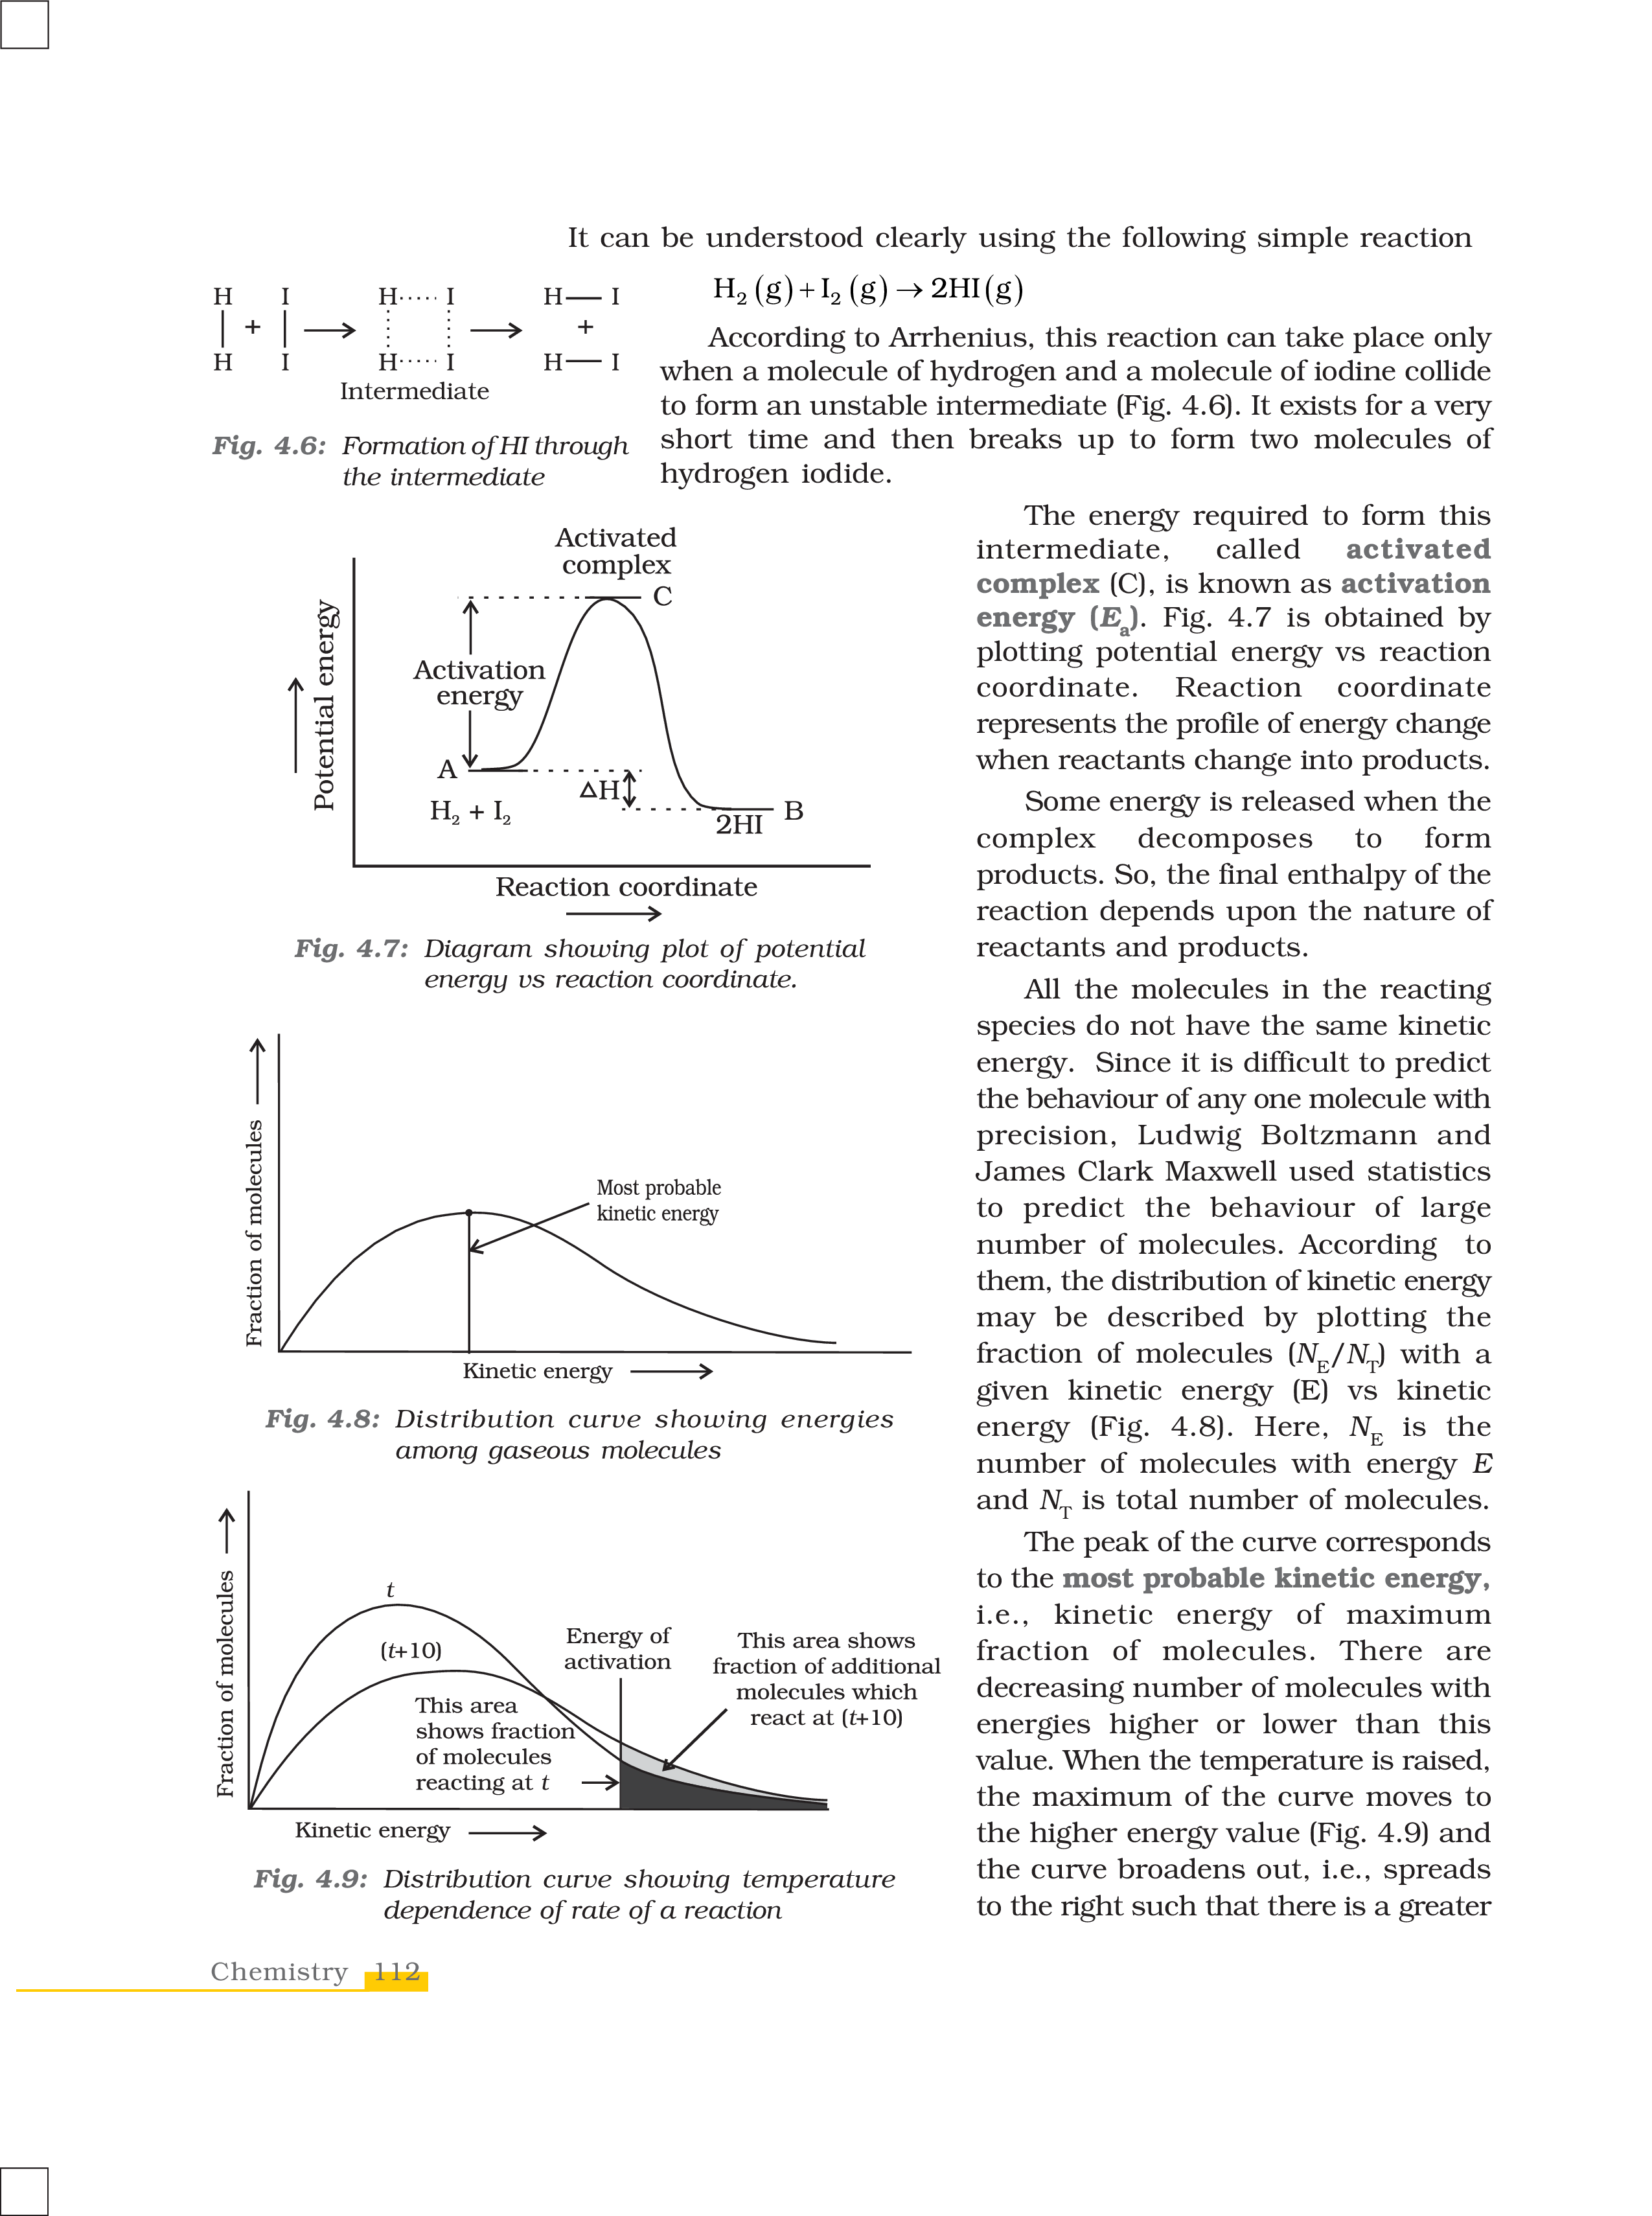 It can be understood clearly using the following simple reaction
H₂ (g) + I₂ (g) → 2HI (g)
H I H····· I H— I
| + | → → +
H I H····· I H— I
Intermediate
Fig. 4.6: Formation of HI through
the intermediate
According to Arrhenius, this reaction can take place only
when a molecule of hydrogen and a molecule of iodine collide
to form an unstable intermediate (Fig. 4.6). It exists for a very
short time and then breaks up to form two molecules of
hydrogen iodide.
Activated
complex
C
Potential energy
Activation
energy
A
△H
H₂ + I₂
B
2HI
Reaction coordinate
Fig. 4.7: Diagram showing plot of potential
energy vs reaction coordinate.
Fraction of molecules
Most probable
kinetic energy
Kinetic energy
Fig. 4.8: Distribution curve showing energies
among gaseous molecules
Fraction of molecules
t
(t+10)
Energy of
activation
This area shows
fraction of additional
molecules which
react at (t+10)
This area
shows fraction
of molecules
reacting at t
Kinetic energy
Fig. 4.9: Distribution curve showing temperature
dependence of rate of a reaction
The energy required to form this
intermediate, called activated
complex (C), is known as activation
energy (Eₐ). Fig. 4.7 is obtained by
plotting potential energy vs reaction
coordinate. Reaction coordinate
represents the profile of energy change
when reactants change into products.
Some energy is released when the
complex decomposes to form
products. So, the final enthalpy of the
reaction depends upon the nature of
reactants and products.
All the molecules in the reacting
species do not have the same kinetic
energy. Since it is difficult to predict
the behaviour of any one molecule with
precision, Ludwig Boltzmann and
James Clark Maxwell used statistics
to predict the behaviour of large
number of molecules. According to
them, the distribution of kinetic energy
may be described by plotting the
fraction of molecules (N_E/N_T) with a
given kinetic energy (E) vs kinetic
energy (Fig. 4.8). Here, N_E is the
number of molecules with energy E
and N_T is total number of molecules.
The peak of the curve corresponds
to the most probable kinetic energy,
i.e., kinetic energy of maximum
fraction of molecules. There are
decreasing number of molecules with
energies higher or lower than this
value. When the temperature is raised,
the maximum of the curve moves to
the higher energy value (Fig. 4.9) and
the curve broadens out, i.e., spreads
to the right such that there is a greater
Chemistry 112